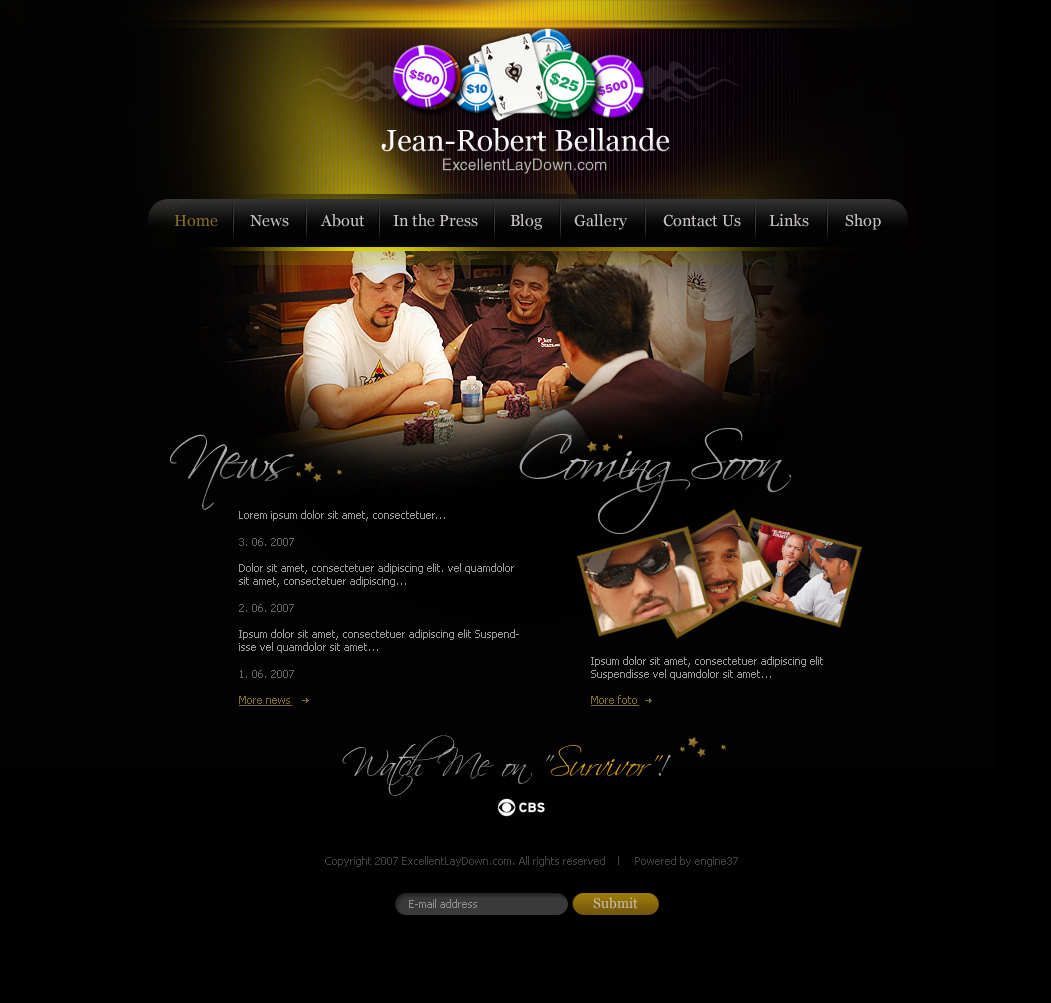 $500
$10
A
A
$25
$500
Jean-Robert Bellande
ExcellentLayDown.com
Home News About In the Press Blog Gallery Contact Us Links Shop
Poker
Stars
News
Coming Soon
Lorem ipsum dolor sit amet, consectetuer...
3. 06. 2007
Dolor sit amet, consectetuer adipiscing elit. vel quamdolor
sit amet, consectetuer adipiscing...
2. 06. 2007
Ipsum dolor sit amet, consectetuer adipiscing elit Suspend-
isse vel quamdolor sit amet...
1. 06. 2007
More news
Ipsum dolor sit amet, consectetuer adipiscing elit
Suspendisse vel quamdolor sit amet...
More foto
Watch Me on "Survivor"!
CBS
Copyright 2007 ExcellentLayDown.com. All rights reserved | Powered by engine37
E-mail address
Submit